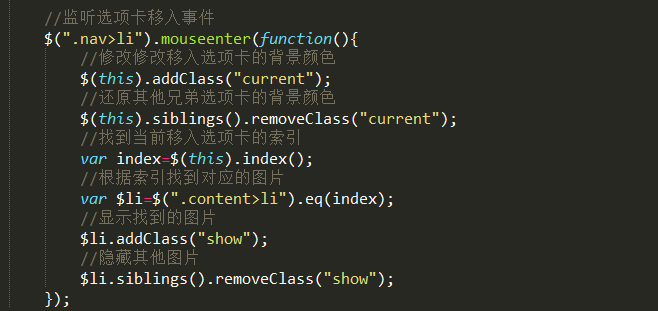 //监听选项卡移入事件
$(".nav>li").mouseenter(function(){
//修改修改移入选项卡的背景颜色
$(this).addClass("current");
//还原其他兄弟选项卡的背景颜色
$(this).siblings().removeClass("current");
//找到当前移入选项卡的索引
var index=$(this).index();
//根据索引找到对应的图片
var $li=$(".content>li").eq(index);
//显示找到的图片
$li.addClass("show");
//隐藏其他图片
$li.siblings().removeClass("show");
});